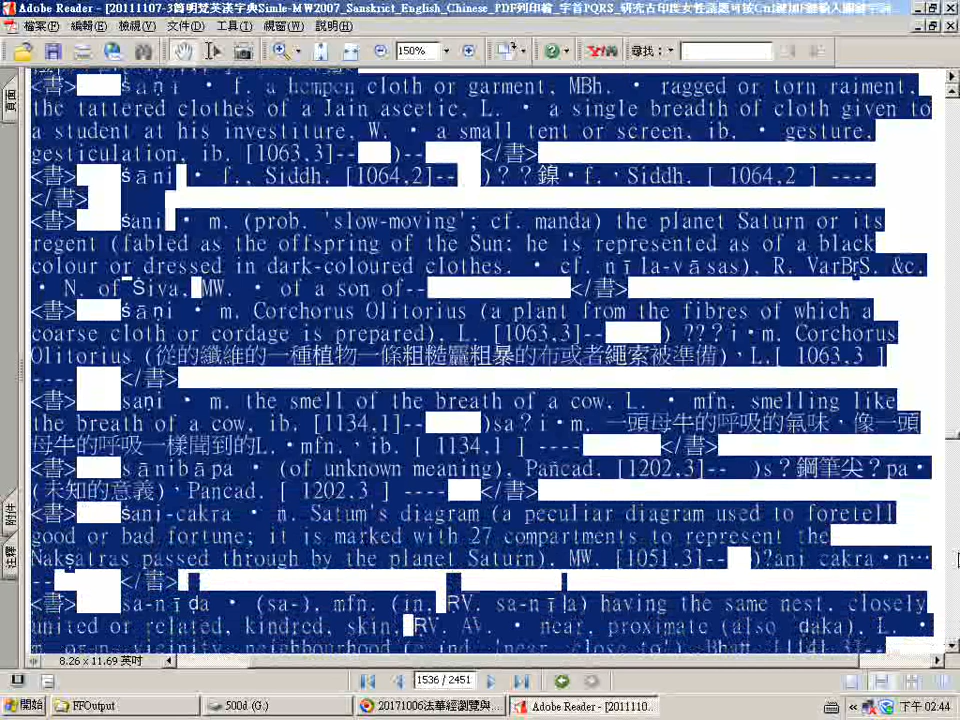 Adobe Reader - [20111107-3簡明梵英漢字典Simle-MW2007_Sanskrit_English_Chinese_PDF列印檔_字首PQRS_研究古印度女性議題可按Ctrl鍵加F鍵輸入關鍵字
檔案(F) 編輯(E) 檢視(V) 文件(D) 工具(T) 視窗(W) 說明(H)
150% 尋找：
頁面
<書> śāṇī • f. a hempen cloth or garment, MBh. • ragged or torn raiment,
the tattered clothes of a Jain ascetic, L. • a single breadth of cloth given to
a student at his investiture, W. • a small tent or screen, ib. • gesture,
gesticulation, ib. [1063,3]-- )-- </書>
<書> śāni • f., Siddh. [1064,2]-- )??鎳•f.，Siddh. [ 1064,2 ] ----
</書>
<書> śani • m. (prob. 'slow-moving'; cf. manda) the planet Saturn or its
regent (fabled as the offspring of the Sun; he is represented as of a black
colour or dressed in dark-coloured clothes. • cf. nīla-vāsas), R. VarBṛS. &c.
• N. of Śiva, MW. • of a son of-- </書>
<書> śāṇi • m. Corchorus Olitorius (a plant from the fibres of which a
coarse cloth or cordage is prepared), L. [1063,3]-- ) ???i•m. Corchorus
Olitorius (從的纖維的一種植物一條粗糙麤粗暴的布或者繩索被準備)，L.[ 1063,3 ]
---- </書>
<書> saṇi • m. the smell of the breath of a cow, L. • mfn. smelling like
the breath of a cow, ib. [1134,1]-- )sa?i•m. 一頭母牛的呼吸的氣味，像一頭
母牛的呼吸一樣聞到的L.•mfn.，ib. [ 1134,1 ] ---- </書>
<書> sānibāpa • (of unknown meaning), Pancad. [1202,3]-- )s?鋼筆尖?pa•
(未知的意義)，Pancad. [ 1202,3 ] ---- </書>
<書> śani-cakra • n. Saturn's diagram (a peculiar diagram used to foretell
good or bad fortune; it is marked with 27 compartments to represent the
Nakṣatras passed through by the planet Saturn), MW. [1051,3]-- )?ani cakra•n…
-- </書>
<書> sa-nīḍa • (sa-), mfn. (in, RV. sa-nīla) having the same nest, closely
united or related, kindred, skin, RV. AV. • near, proximate (also ḍaka), L. •
附件
注釋
8.26 x 11.69 英吋
1536 / 2451
開始 FFOutput 500d (G:) 20171006法華經瀏覽與... Adobe Reader - [2011110... 下午 02:44